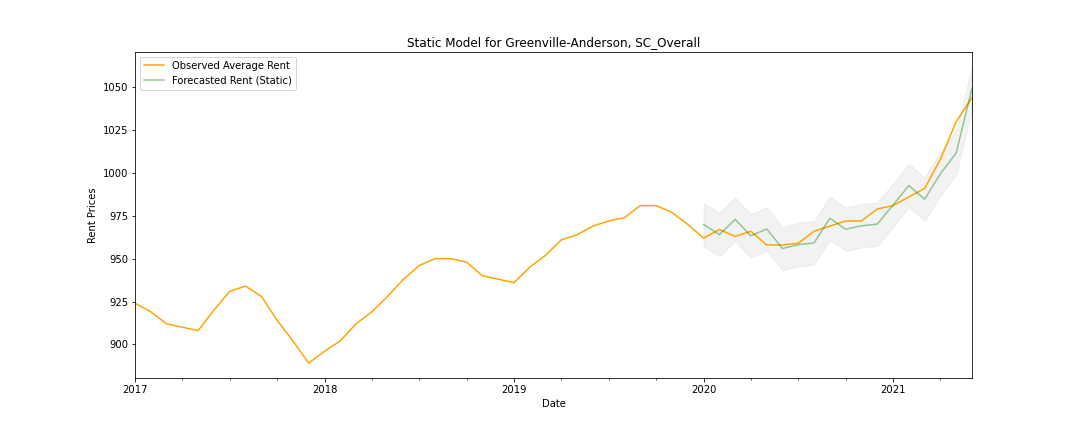 Static Model for Greenville-Anderson, SC_Overall
Observed Average Rent
Forecasted Rent (Static)
1050
1025
1000
975
950
925
900
Rent Prices
2017 2018 2019 2020 2021
Date